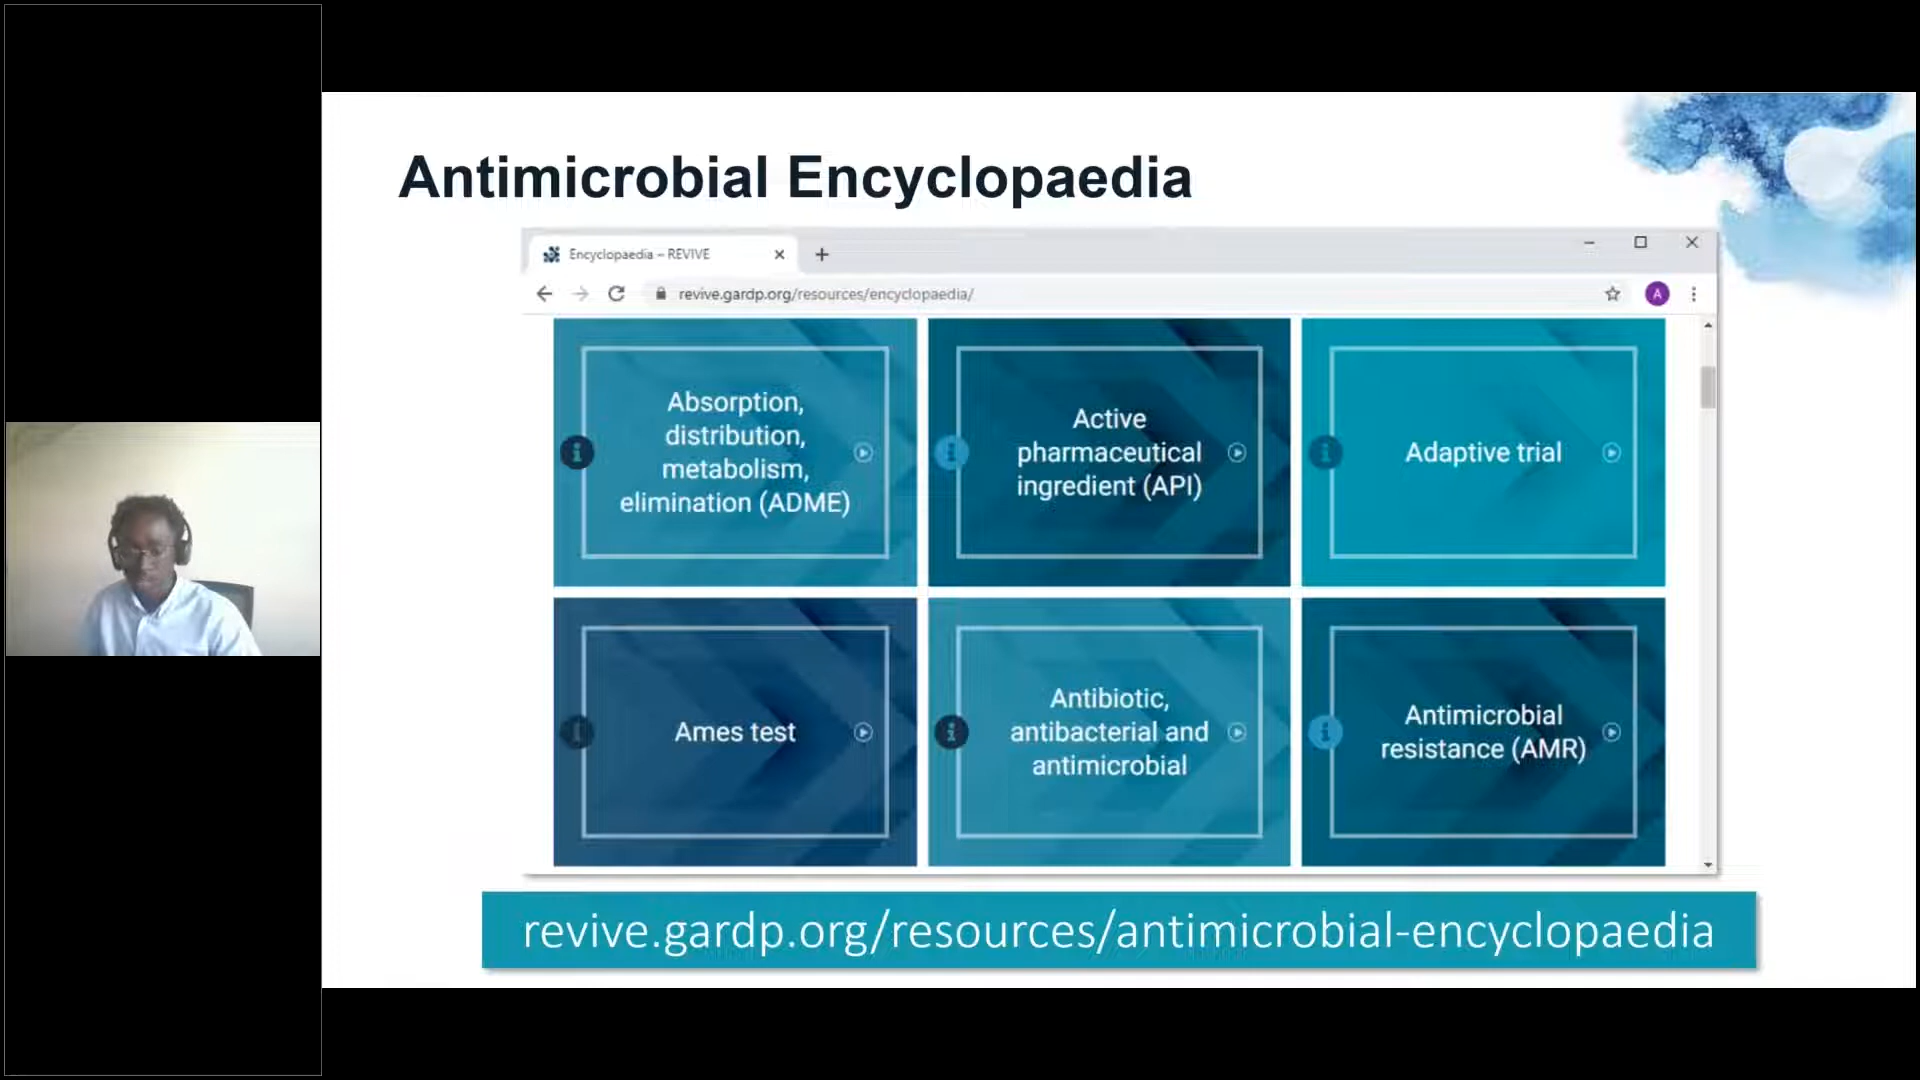 Antimicrobial Encyclopaedia
Encyclopaedia – REVIVE
revive.gardp.org/resources/encyclopaedia/
A
Absorption,
distribution,
metabolism,
elimination (ADME)
Active
pharmaceutical
ingredient (API)
Adaptive trial
Ames test
Antibiotic,
antibacterial and
antimicrobial
Antimicrobial
resistance (AMR)
revive.gardp.org/resources/antimicrobial-encyclopaedia